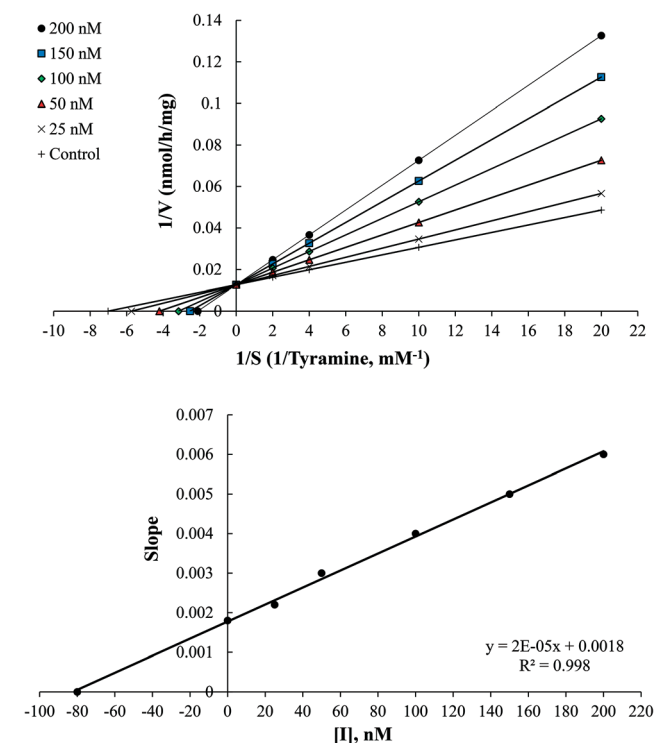 200 nM
150 nM
100 nM
50 nM
25 nM
Control
1/V (nmol/h/mg)
0.14
0.12
0.1
0.08
0.06
0.04
0.02
0
-10 -8 -6 -4 -2 0 2 4 6 8 10 12 14 16 18 20 22
1/S (1/Tyramine, mM⁻¹)
Slope
0.007
0.006
0.005
0.004
0.003
0.002
0.001
0
y = 2E-05x + 0.0018
R² = 0.998
-100 -80 -60 -40 -20 0 20 40 60 80 100 120 140 160 180 200 220
[I], nM